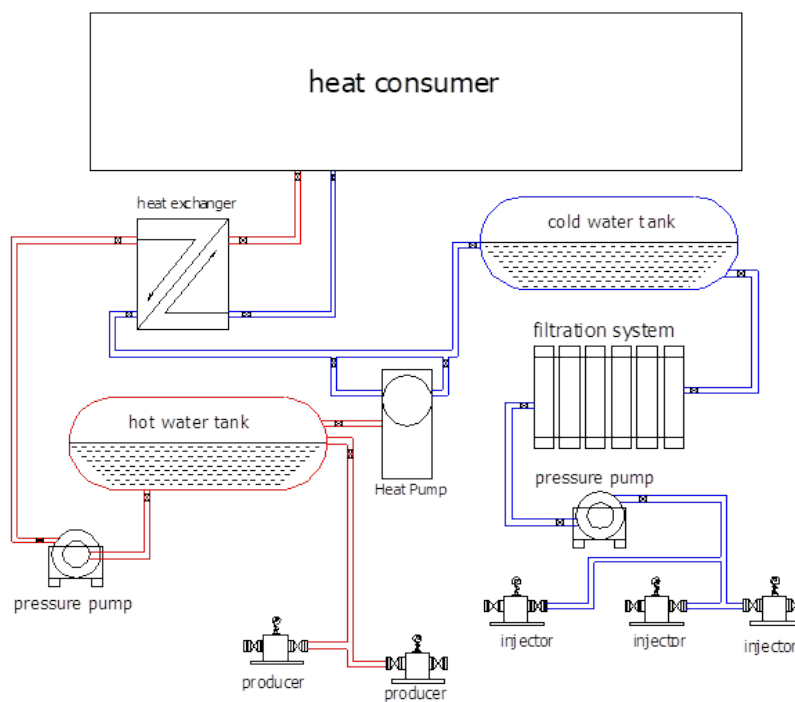 heat consumer
heat exchanger
cold water tank
filtration system
hot water tank
Heat Pump
pressure pump
pressure pump
injector
injector
injector
producer
producer